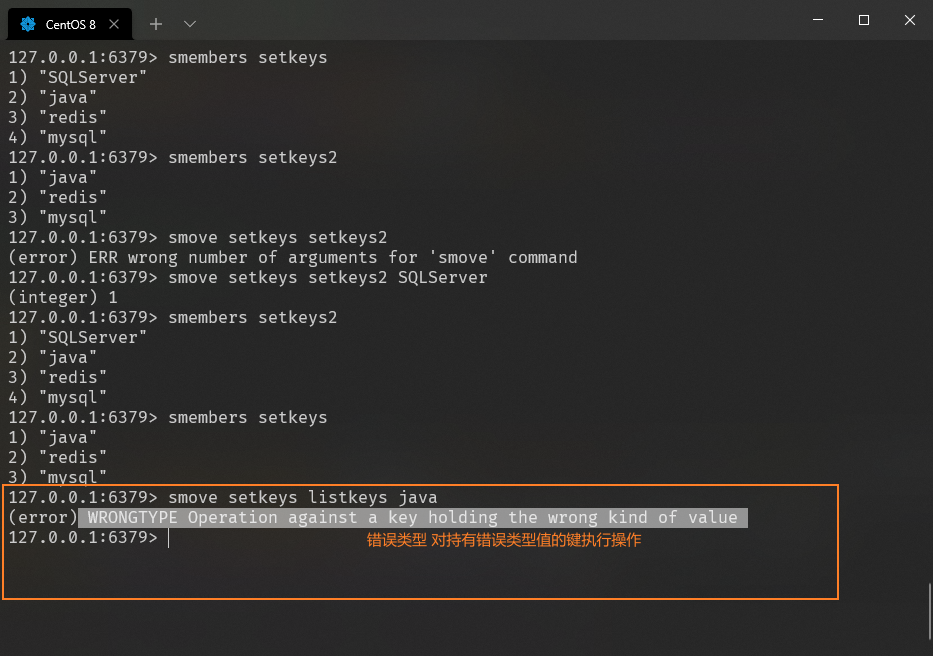 CentOS 8
127.0.0.1:6379> smembers setkeys
1) "SQLServer"
2) "java"
3) "redis"
4) "mysql"
127.0.0.1:6379> smembers setkeys2
1) "java"
2) "redis"
3) "mysql"
127.0.0.1:6379> smove setkeys setkeys2
(error) ERR wrong number of arguments for 'smove' command
127.0.0.1:6379> smove setkeys setkeys2 SQLServer
(integer) 1
127.0.0.1:6379> smembers setkeys2
1) "SQLServer"
2) "java"
3) "redis"
4) "mysql"
127.0.0.1:6379> smembers setkeys
1) "java"
2) "redis"
3) "mysql"
127.0.0.1:6379> smove setkeys listkeys java
(error) WRONGTYPE Operation against a key holding the wrong kind of value
127.0.0.1:6379>
错误类型 对持有错误类型值的键执行操作